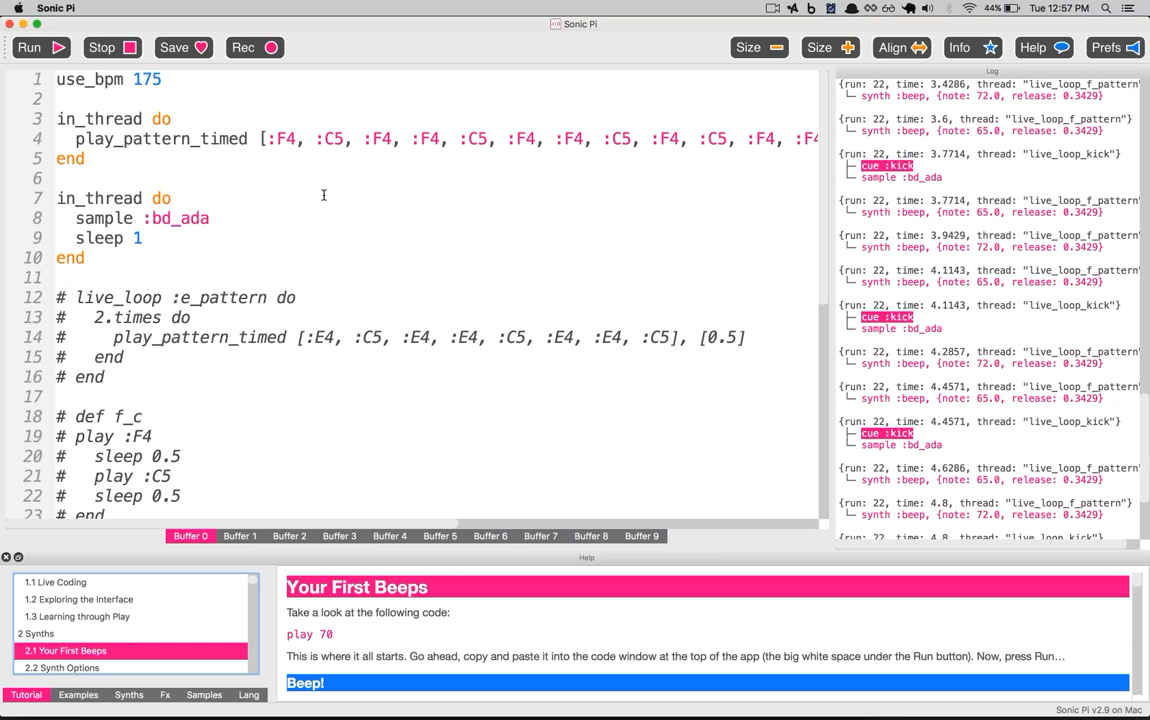 Sonic Pi
44%
Tue 12:57 PM
Sonic Pi
Run
Stop
Save
Rec
Size
Size
Align
Info
Help
Prefs
1 use_bpm 175
2
3 in_thread do
4 play_pattern_timed [:F4, :C5, :F4, :F4, :C5, :F4, :F4, :C5, :F4, :C5, :F4, :F4
5 end
6
7 in_thread do
8 sample :bd_ada
9 sleep 1
10 end
11
12 # live_loop :e_pattern do
13 # 2.times do
14 # play_pattern_timed [:E4, :C5, :E4, :E4, :C5, :E4, :E4, :C5], [0.5]
15 # end
16 # end
17
18 # def f_c
19 # play :F4
20 # sleep 0.5
21 # play :C5
22 # sleep 0.5
23 # end
Log
{run: 22, time: 3.4286, thread: "live_loop_f_pattern"
synth :beep, {note: 72.0, release: 0.3429}
{run: 22, time: 3.6, thread: "live_loop_f_pattern"}
synth :beep, {note: 65.0, release: 0.3429}
{run: 22, time: 3.7714, thread: "live_loop_kick"}
cue :kick
sample :bd_ada
{run: 22, time: 3.7714, thread: "live_loop_f_pattern"
synth :beep, {note: 65.0, release: 0.3429}
{run: 22, time: 3.9429, thread: "live_loop_f_pattern"
synth :beep, {note: 72.0, release: 0.3429}
{run: 22, time: 4.1143, thread: "live_loop_f_pattern"
synth :beep, {note: 65.0, release: 0.3429}
{run: 22, time: 4.1143, thread: "live_loop_kick"}
cue :kick
sample :bd_ada
{run: 22, time: 4.2857, thread: "live_loop_f_pattern"
synth :beep, {note: 72.0, release: 0.3429}
{run: 22, time: 4.4571, thread: "live_loop_f_pattern"
synth :beep, {note: 65.0, release: 0.3429}
{run: 22, time: 4.4571, thread: "live_loop_kick"}
cue :kick
sample :bd_ada
{run: 22, time: 4.6286, thread: "live_loop_f_pattern"
synth :beep, {note: 65.0, release: 0.3429}
{run: 22, time: 4.8, thread: "live_loop_f_pattern"}
synth :beep, {note: 72.0, release: 0.3429}
{run: 22, time: 4.8, thread: "live_loop_kick"}
Buffer 0 Buffer 1 Buffer 2 Buffer 3 Buffer 4 Buffer 5 Buffer 6 Buffer 7 Buffer 8 Buffer 9
Help
1.1 Live Coding
1.2 Exploring the Interface
1.3 Learning through Play
2 Synths
2.1 Your First Beeps
2.2 Synth Options
Tutorial Examples Synths Fx Samples Lang
Your First Beeps
Take a look at the following code:
play 70
This is where it all starts. Go ahead, copy and paste it into the code window at the top of the app (the big white space under the Run button). Now, press Run...
Beep!
Sonic Pi v2.9 on Mac